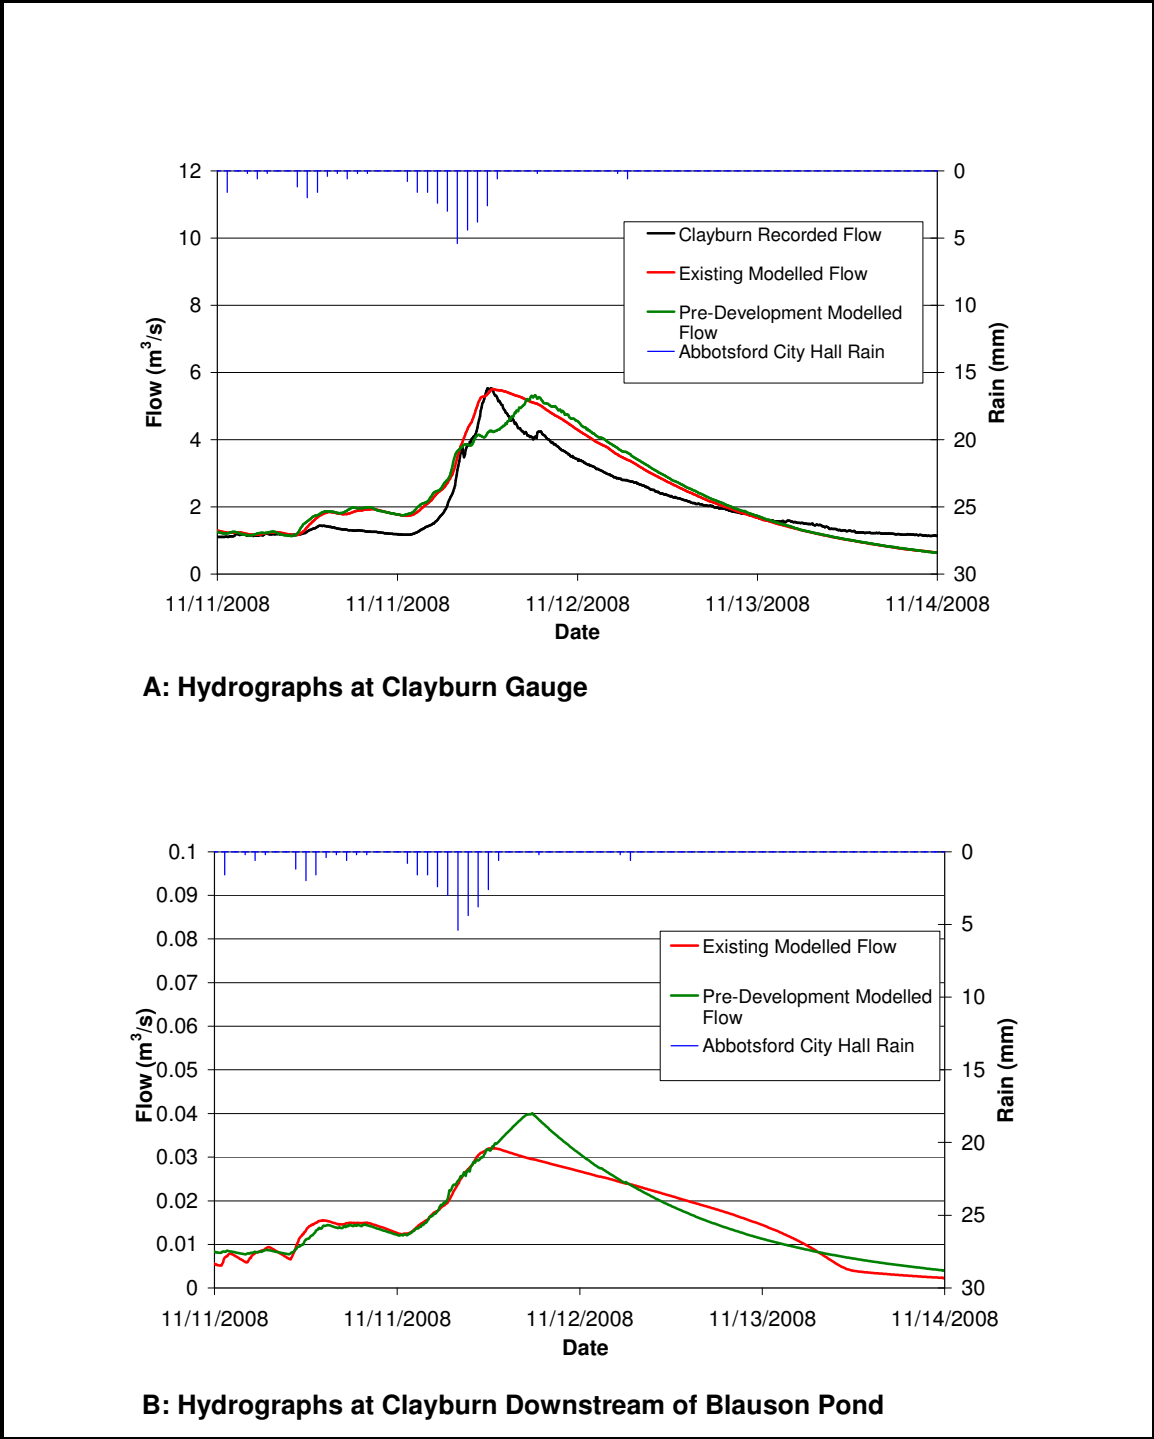 12
10
8
6
4
2
0
Flow (m³/s)
0
5
10
15
20
25
30
Rain (mm)
Clayburn Recorded Flow
Existing Modelled Flow
Pre-Development Modelled
Flow
Abbotsford City Hall Rain
11/11/2008 11/11/2008 11/12/2008 11/13/2008 11/14/2008
Date
A: Hydrographs at Clayburn Gauge
0.1
0.09
0.08
0.07
0.06
0.05
0.04
0.03
0.02
0.01
0
Flow (m³/s)
0
5
10
15
20
25
30
Rain (mm)
Existing Modelled Flow
Pre-Development Modelled
Flow
Abbotsford City Hall Rain
11/11/2008 11/11/2008 11/12/2008 11/13/2008 11/14/2008
Date
B: Hydrographs at Clayburn Downstream of Blauson Pond